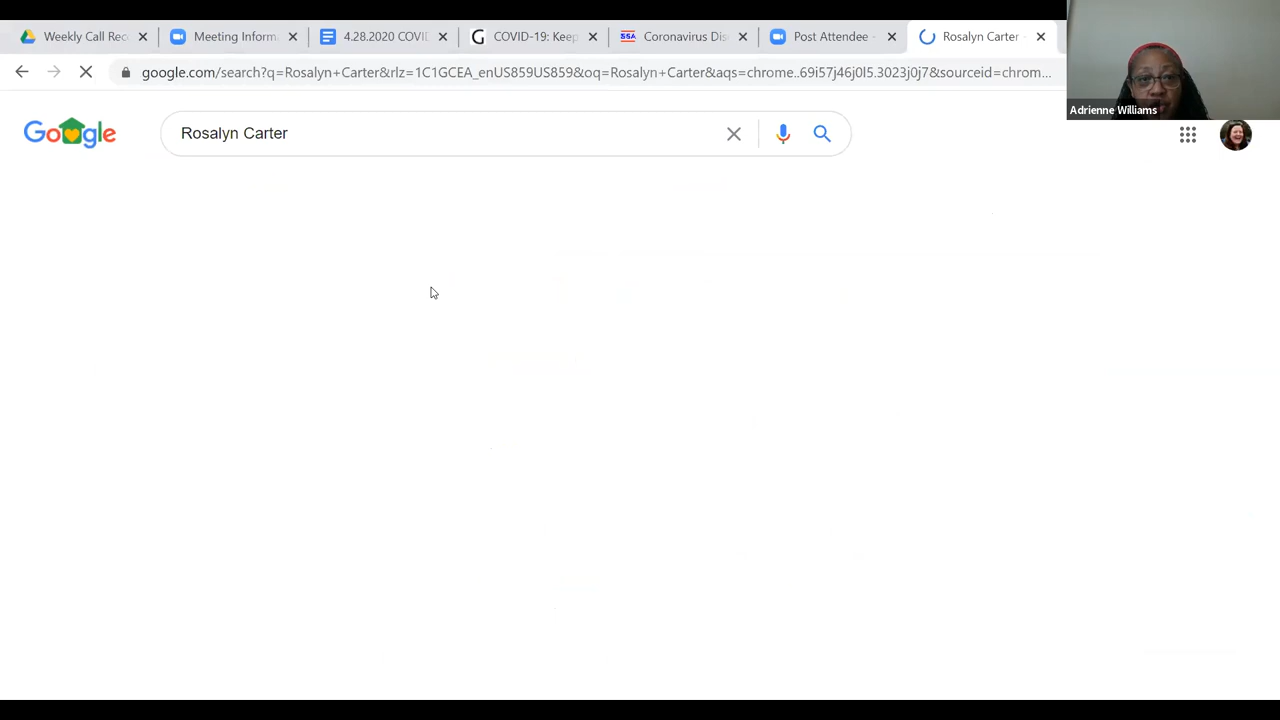 Weekly Call Rec
Meeting Inform
4.28.2020 COVI
COVID-19: Keep
SSA
Coronavirus Dis
Post Attendee -
Rosalyn Carter -
google.com/search?q=Rosalyn+Carter&rlz=1C1GCEA_enUS859US859&oq=Rosalyn+Carter&aqs=chrome..69i57j46j0l5.3023j0j7&sourceid=chrom...
Adrienne Williams
Google
Rosalyn Carter